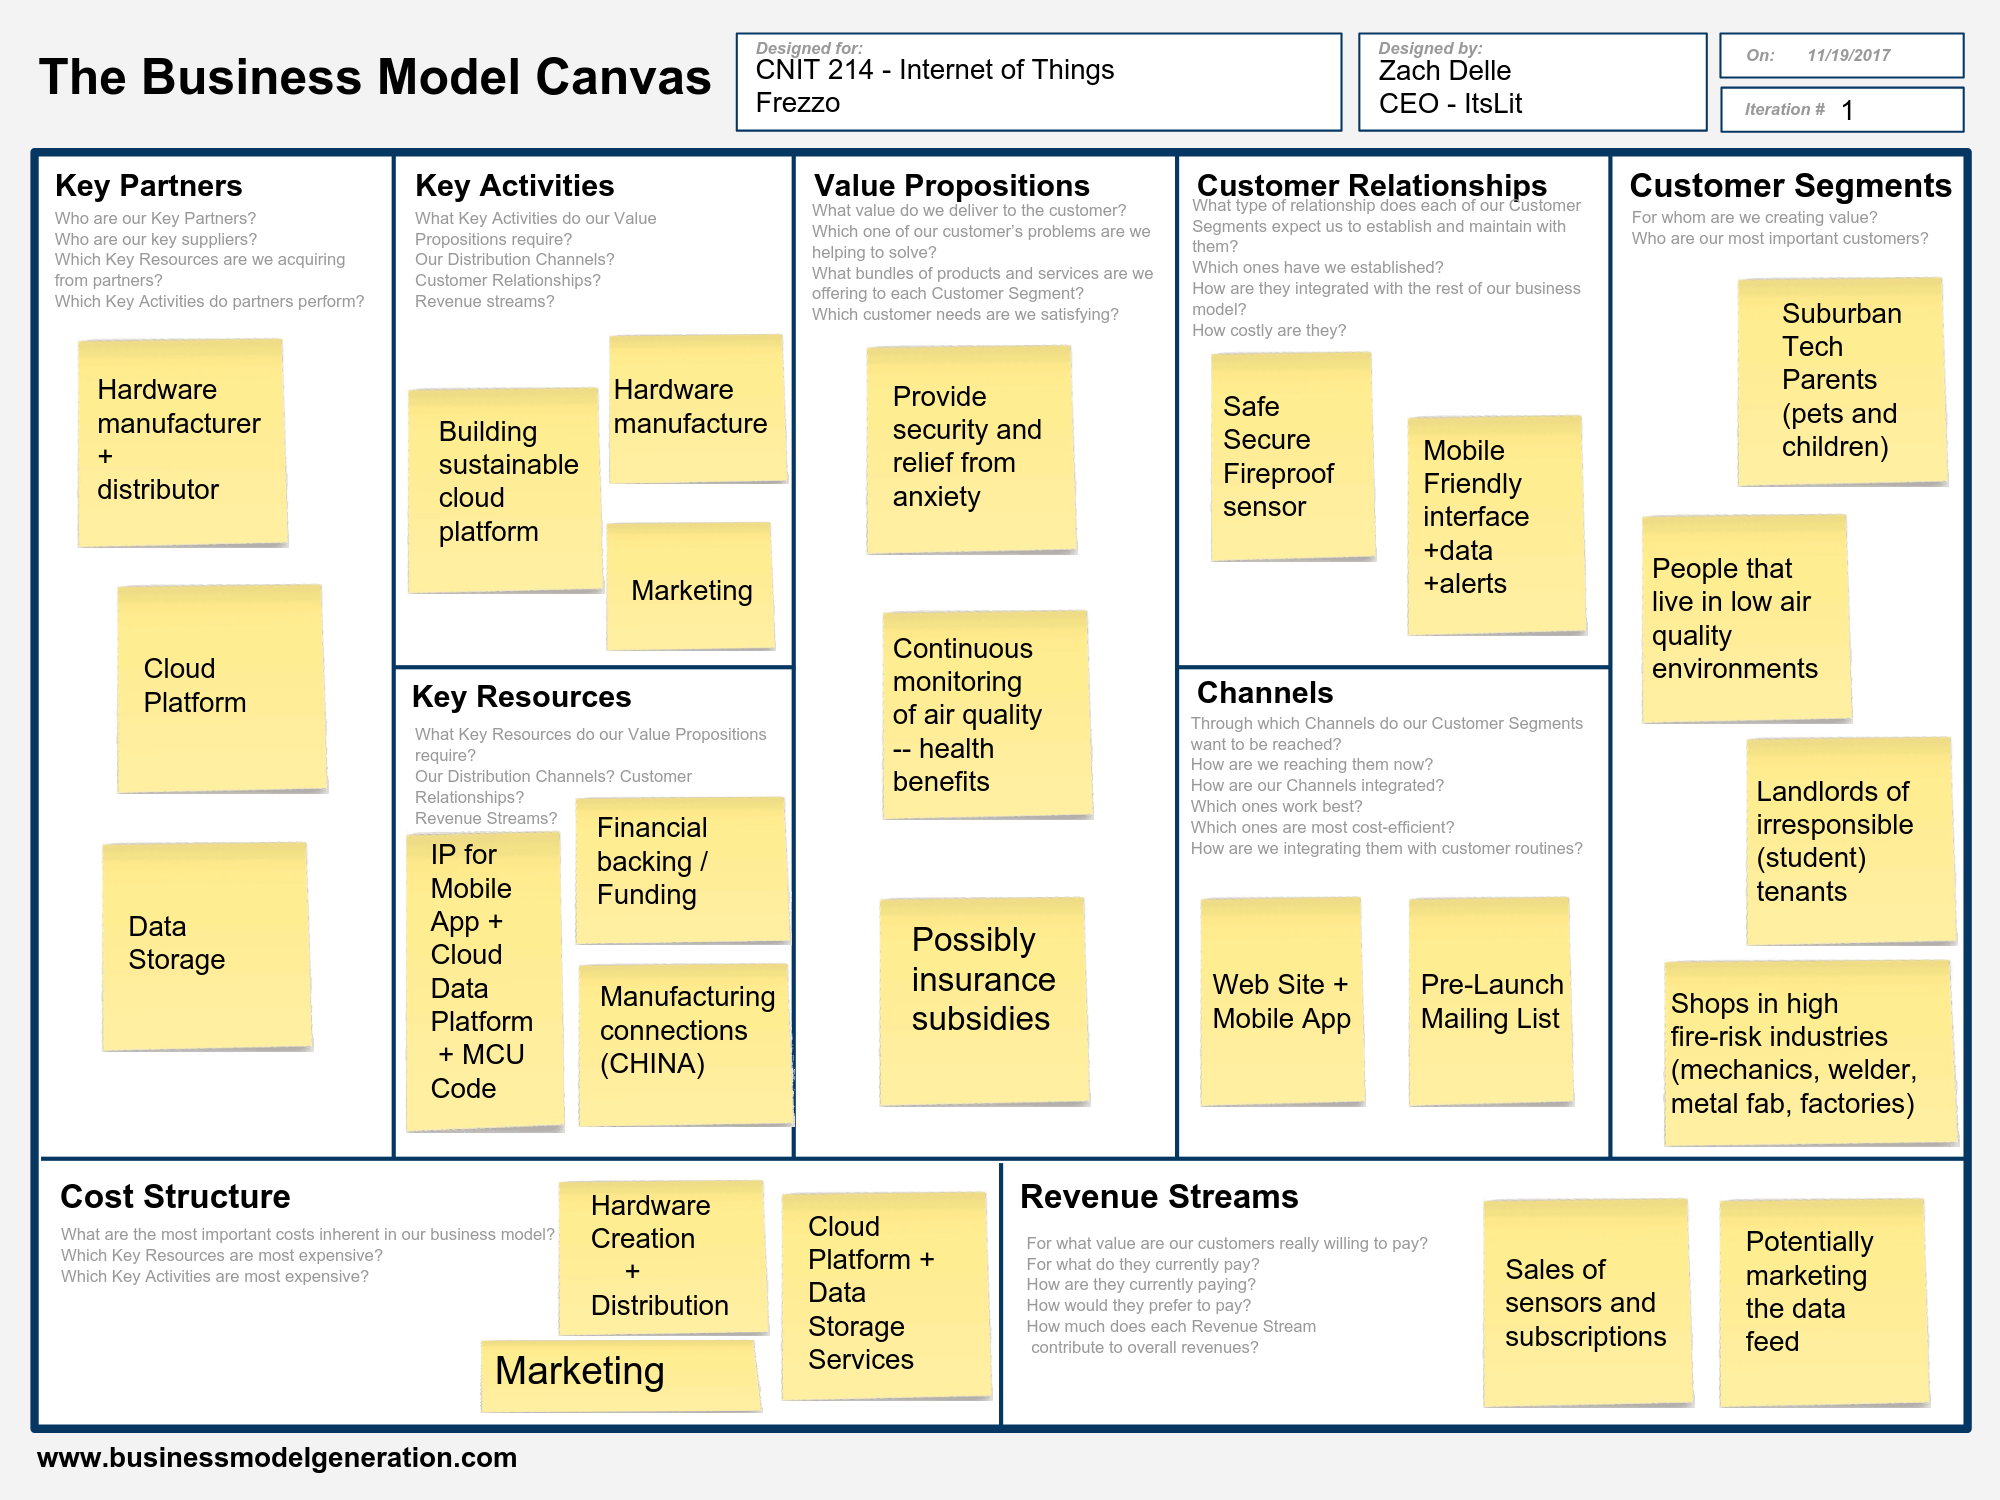 The Business Model Canvas
Designed for:
CNIT 214 - Internet of Things
Frezzo
Designed by:
Zach Delle
CEO - ItsLit
On: 11/19/2017
Iteration # 1
Key Partners
Who are our Key Partners?
Who are our key suppliers?
Which Key Resources are we acquiring
from partners?
Which Key Activities do partners perform?
Hardware
manufacturer
+
distributor
Cloud
Platform
Data
Storage
Key Activities
What Key Activities do our Value
Propositions require?
Our Distribution Channels?
Customer Relationships?
Revenue streams?
Hardware
manufacture
Building
sustainable
cloud
platform
Marketing
Key Resources
What Key Resources do our Value Propositions
require?
Our Distribution Channels? Customer
Relationships?
Revenue Streams?
IP for
Mobile
App +
Cloud
Data
Platform
+ MCU
Code
Financial
backing /
Funding
Manufacturing
connections
(CHINA)
Value Propositions
What value do we deliver to the customer?
Which one of our customer's problems are we
helping to solve?
What bundles of products and services are we
offering to each Customer Segment?
Which customer needs are we satisfying?
Provide
security and
relief from
anxiety
Continuous
monitoring
of air quality
-- health
benefits
Possibly
insurance
subsidies
Customer Relationships
What type of relationship does each of our Customer
Segments expect us to establish and maintain with
them?
Which ones have we established?
How are they integrated with the rest of our business
model?
How costly are they?
Safe
Secure
Fireproof
sensor
Mobile
Friendly
interface
+data
+alerts
Channels
Through which Channels do our Customer Segments
want to be reached?
How are we reaching them now?
How are our Channels integrated?
Which ones work best?
Which ones are most cost-efficient?
How are we integrating them with customer routines?
Web Site +
Mobile App
Pre-Launch
Mailing List
Customer Segments
For whom are we creating value?
Who are our most important customers?
Suburban
Tech
Parents
(pets and
children)
People that
live in low air
quality
environments
Landlords of
irresponsible
(student)
tenants
Shops in high
fire-risk industries
(mechanics, welder,
metal fab, factories)
Cost Structure
What are the most important costs inherent in our business model?
Which Key Resources are most expensive?
Which Key Activities are most expensive?
Hardware
Creation
+
Distribution
Marketing
Cloud
Platform +
Data
Storage
Services
Revenue Streams
For what value are our customers really willing to pay?
For what do they currently pay?
How are they currently paying?
How would they prefer to pay?
How much does each Revenue Stream
contribute to overall revenues?
Sales of
sensors and
subscriptions
Potentially
marketing
the data
feed
www.businessmodelgeneration.com